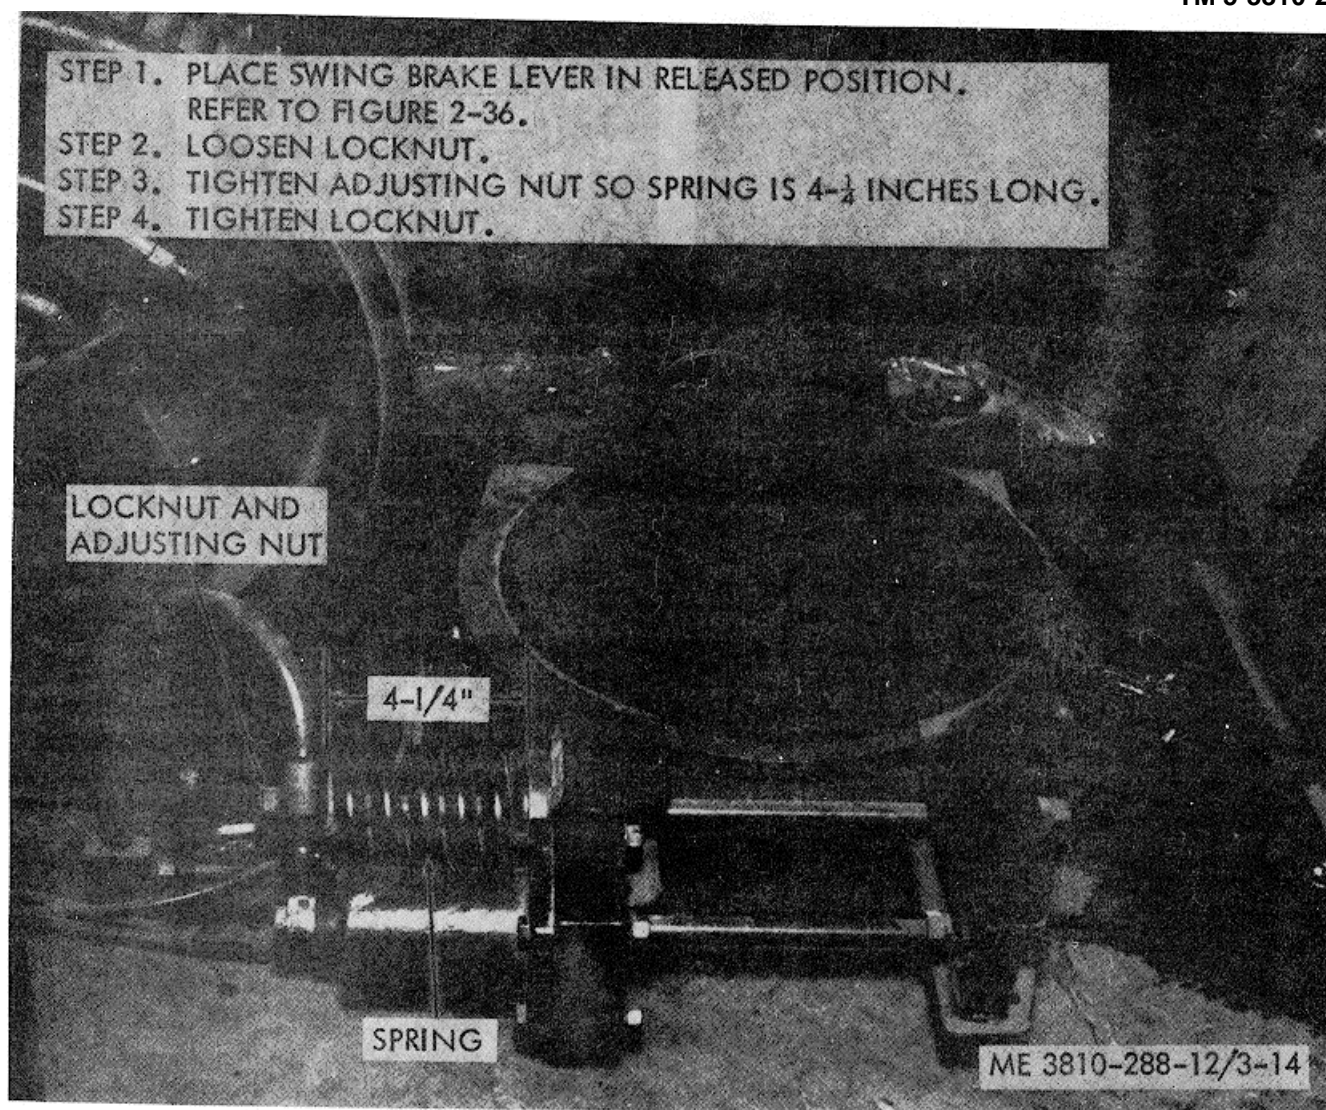 STEP 1. PLACE SWING BRAKE LEVER IN RELEASED POSITION.
REFER TO FIGURE 2-36.
STEP 2. LOOSEN LOCKNUT.
STEP 3. TIGHTEN ADJUSTING NUT SO SPRING IS 4-¼ INCHES LONG.
STEP 4. TIGHTEN LOCKNUT.
LOCKNUT AND
ADJUSTING NUT
4-1/4"
SPRING
ME 3810-288-12/3-14